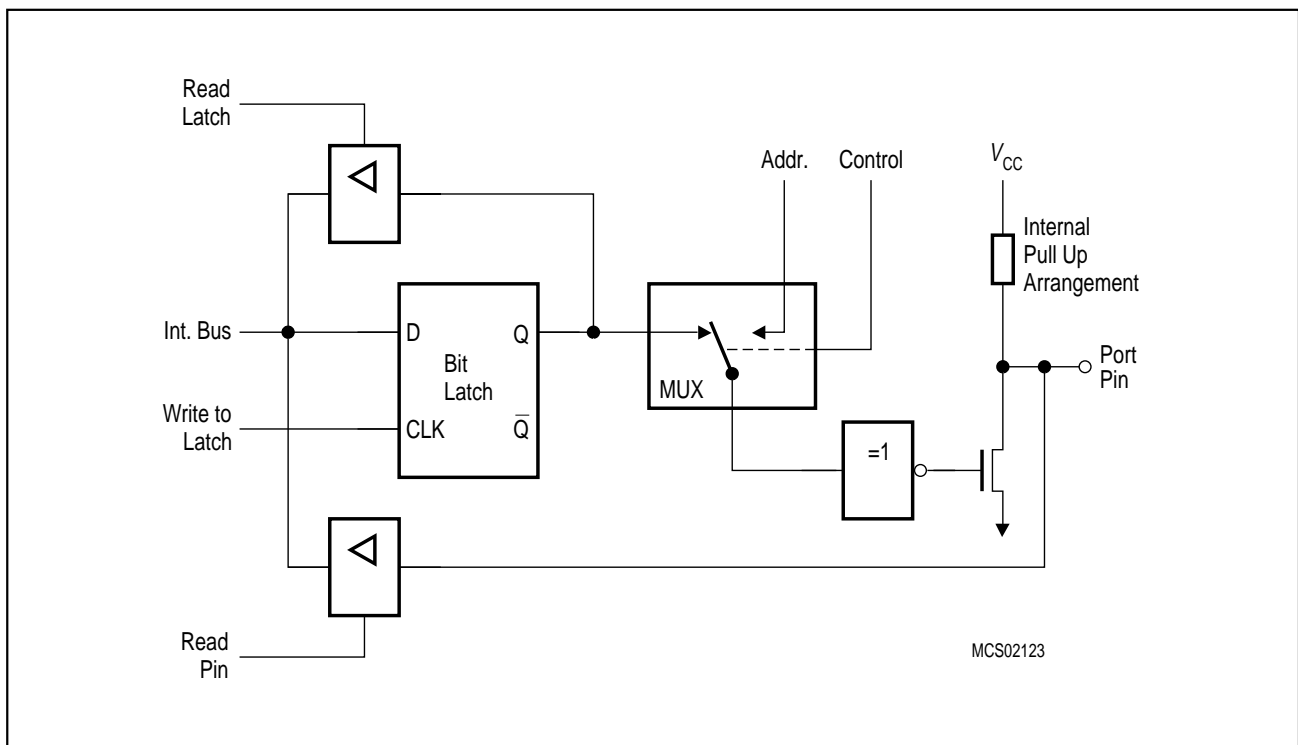 Read
Latch
Addr.
Control
VCC
Internal
Pull Up
Arrangement
Int. Bus
D
Q
Bit
Latch
MUX
Port
Pin
Write to
Latch
CLK
Q̅
=1
Read
Pin
MCS02123